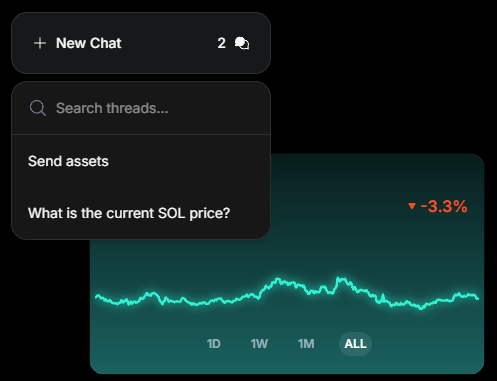 New Chat 2
Search threads...
Send assets
What is the current SOL price?
-3.3%
1D 1W 1M ALL